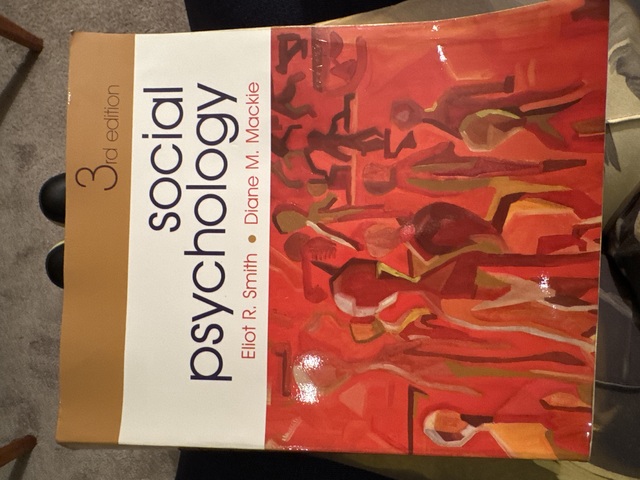 3rd edition
social
psychology
Eliot R. Smith • Diane M. Mackie